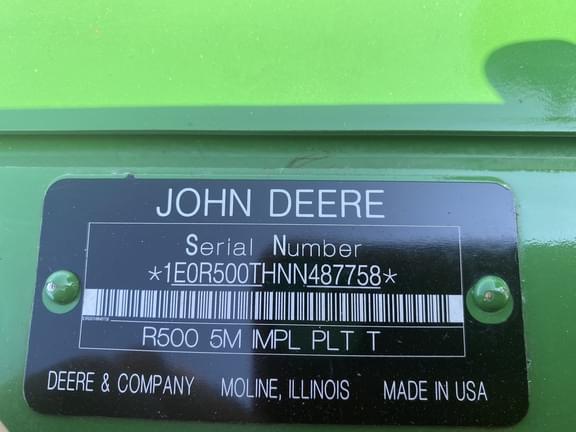 JOHN DEERE
Serial Number
*1E0R500THNN487758*
R500 5M IMPL PLT T
DEERE & COMPANY MOLINE, ILLINOIS MADE IN USA